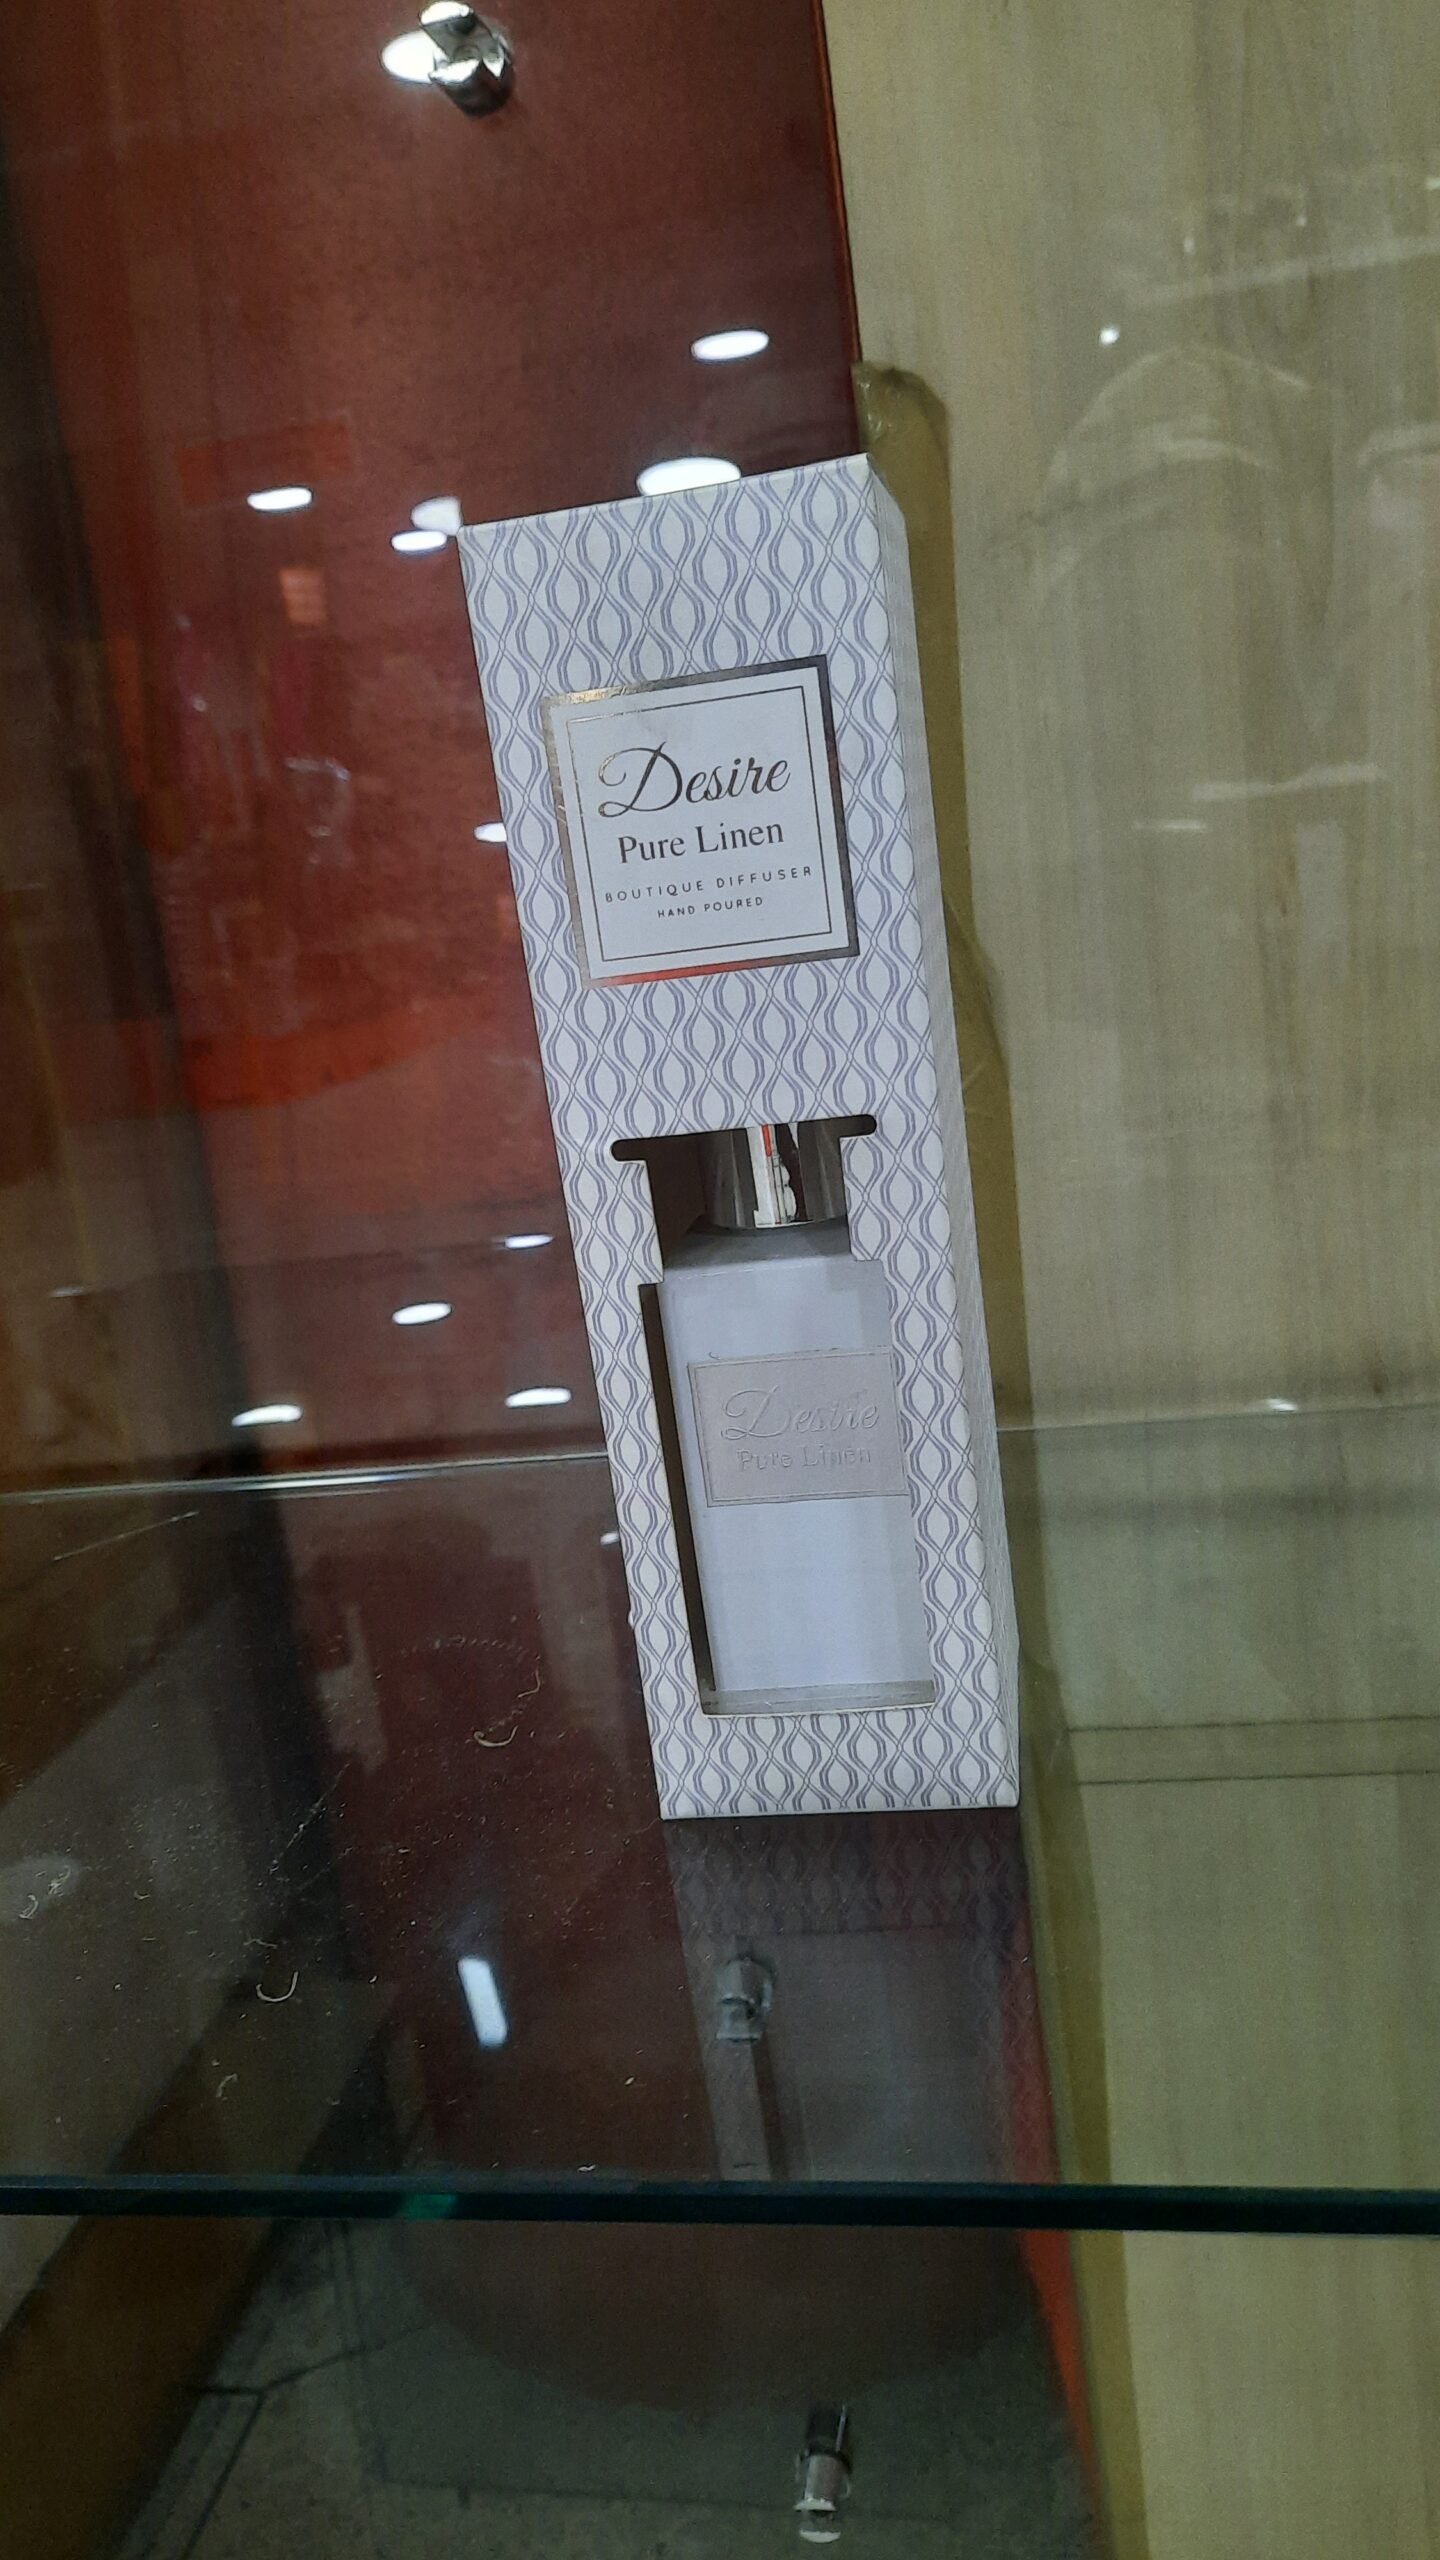 Desire
Pure Linen
BOUTIQUE DIFFUSER
HAND POURED
Desire
Pure Linen